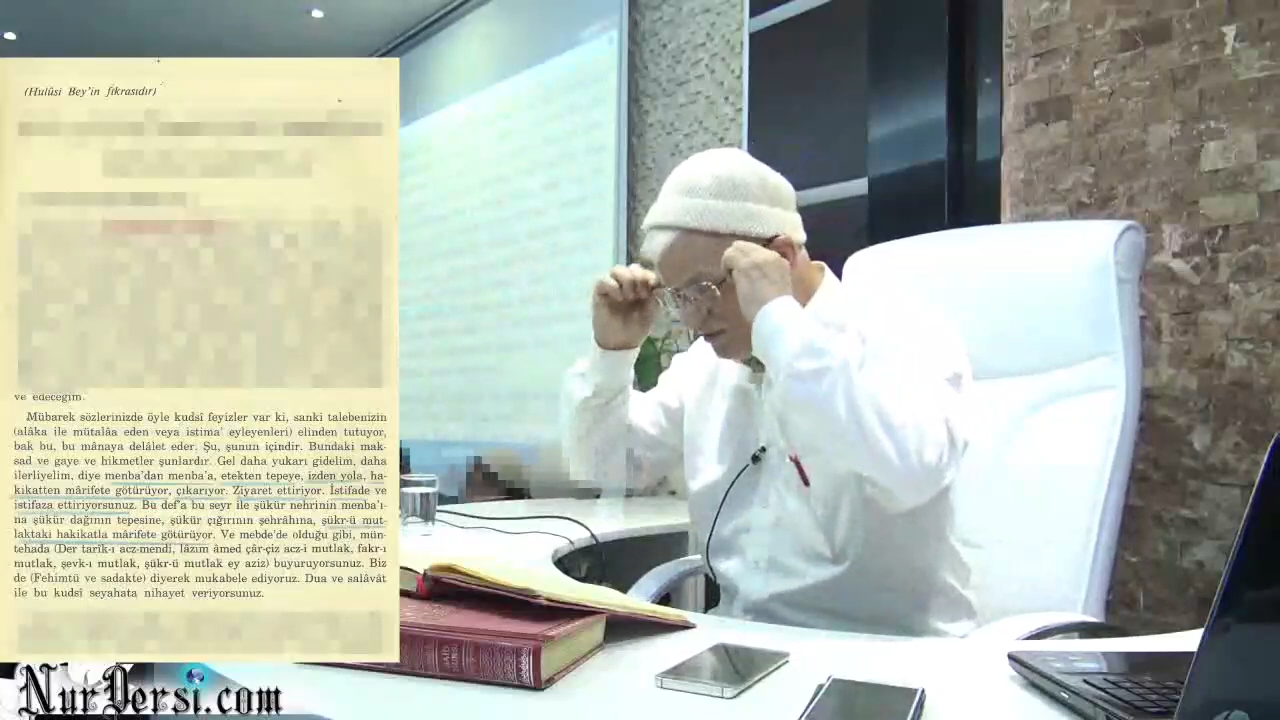 (Hulûsi Bey'in fıkrasıdır)
ve edeceğim.
Mübarek sözlerinizde öyle kudsî feyizler var ki, sanki talebenizin
(alâka ile mütalâa eden veya istima' eyleyenleri) elinden tutuyor,
bak bu, bu mânaya delâlet eder. Şu, şunun içindir. Bundaki mak-
sad ve gaye ve hikmetler şunlardır. Gel daha yukarı gidelim, daha
ilerliyelim, diye menba'dan menba'a, etekten tepeye, izden yola, ha-
kikatten mârifete götürüyor, çıkarıyor. Ziyaret ettiriyor. İstifade ve
istifaza ettiriyorsunuz. Bu def'a bu seyr ile şükür nehrinin menba'ı-
na şükür dağının tepesine, şükür çığırının şehrâhına, şükr-ü mut-
laktaki hakikatla mârifete götürüyor. Ve mebde'de olduğu gibi, mün-
tehada (Der tarîk-ı acz-mendî, lâzım âmed çâr-çiz acz-i mutlak, fakr-ı
mutlak, şevk-ı mutlak, şükr-ü mutlak ey aziz) buyuruyorsunuz. Biz
de (Fehimtü ve sadakte) diyerek mukabele ediyoruz. Dua ve salâvât
ile bu kudsî seyahata nihayet veriyorsunuz.
NurDersi.com